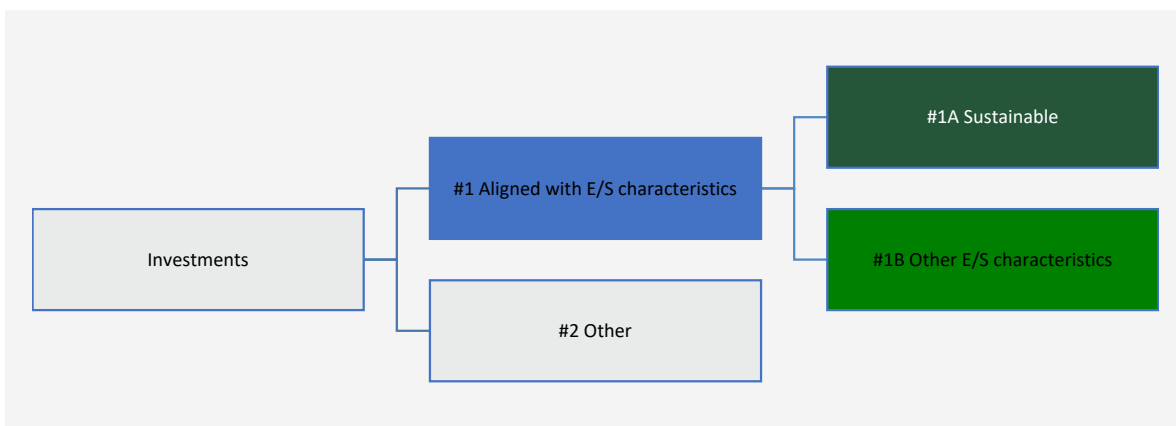 #1A Sustainable
#1 Aligned with E/S characteristics
Investments
#1B Other E/S characteristics
#2 Other